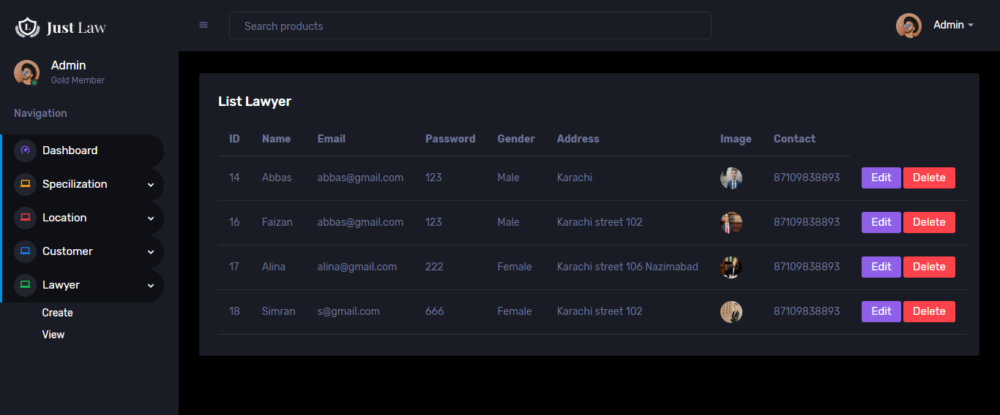 L Just Law
Search products
Admin
Admin
Gold Member
Navigation
Dashboard
Specilization
Location
Customer
Lawyer
Create
View
List Lawyer
ID Name Email Password Gender Address Image Contact
14 Abbas abbas@gmail.com 123 Male Karachi 87109838893 Edit Delete
16 Faizan abbas@gmail.com 123 Male Karachi street 102 87109838893 Edit Delete
17 Alina alina@gmail.com 222 Female Karachi street 106 Nazimabad 87109838893 Edit Delete
18 Simran s@gmail.com 666 Female Karachi street 102 87109838893 Edit Delete